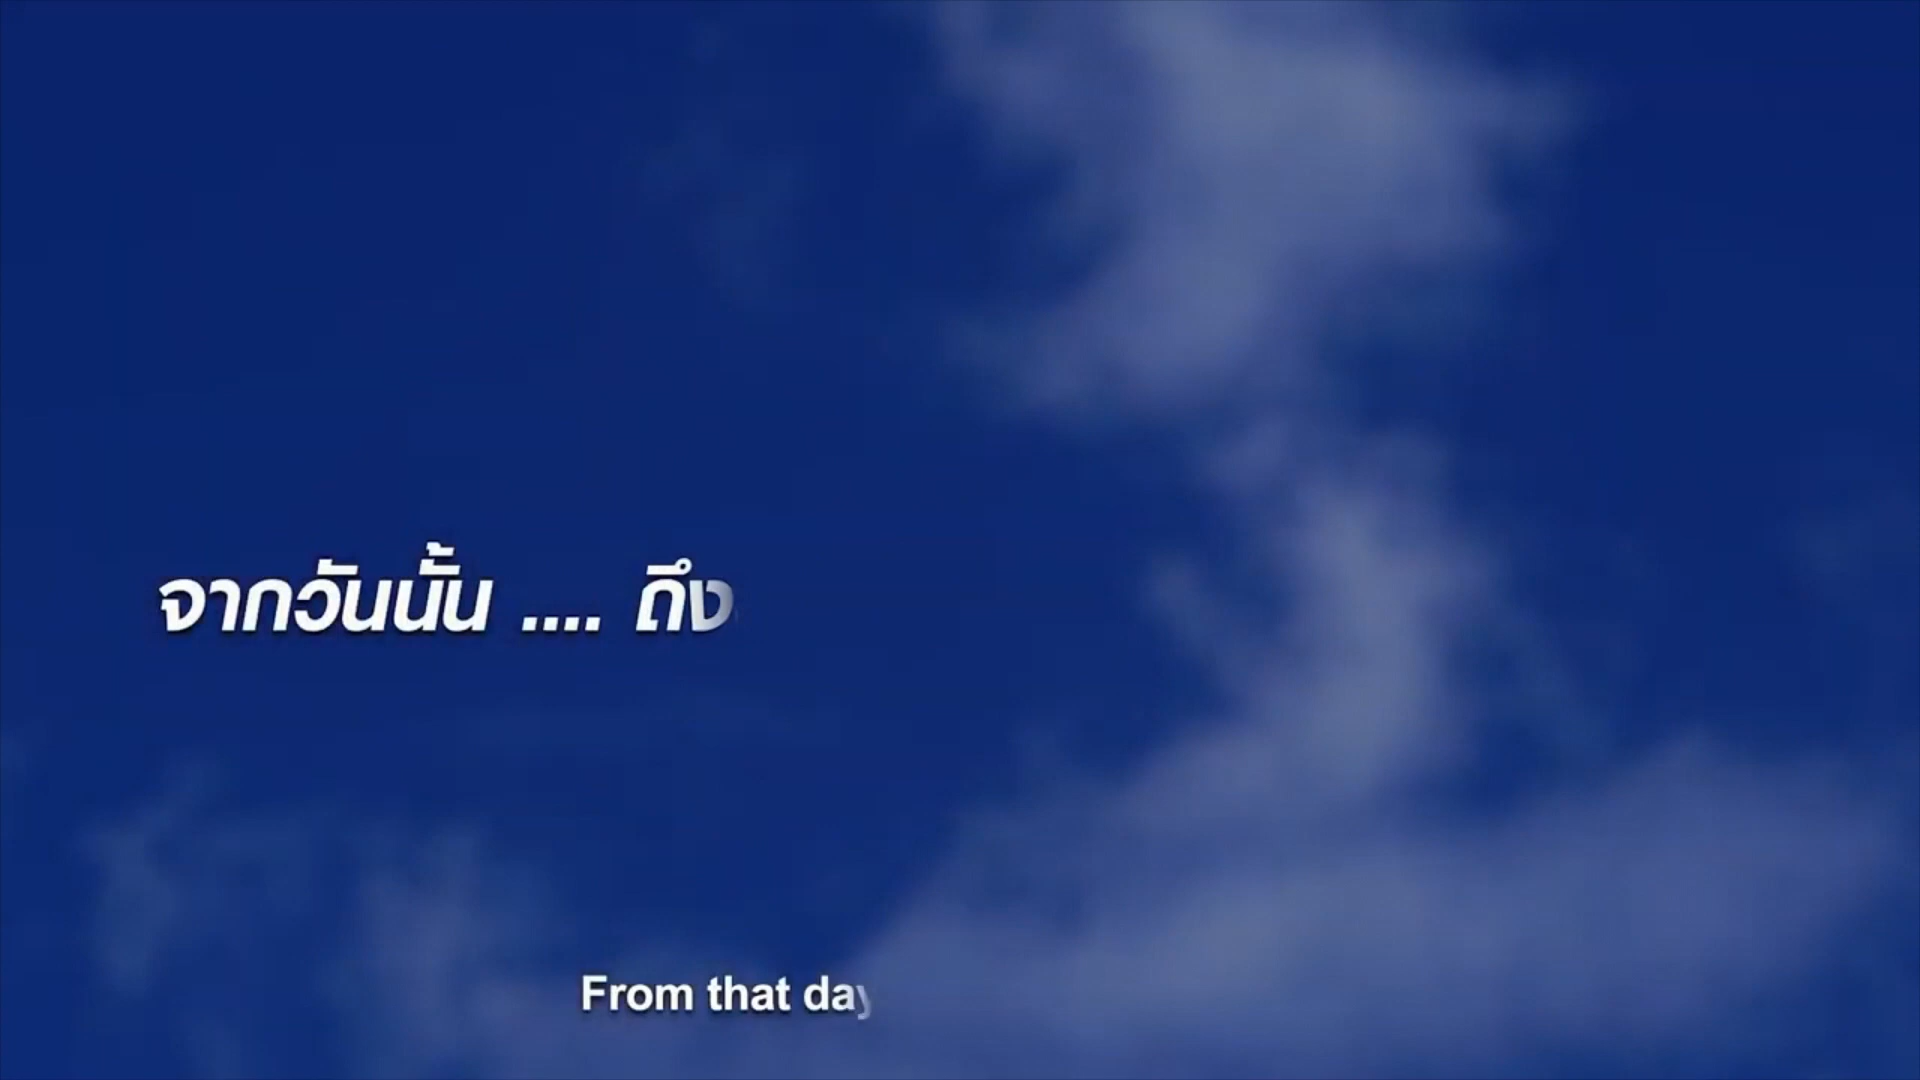 จากวันนั้น .... ถึง
From that day